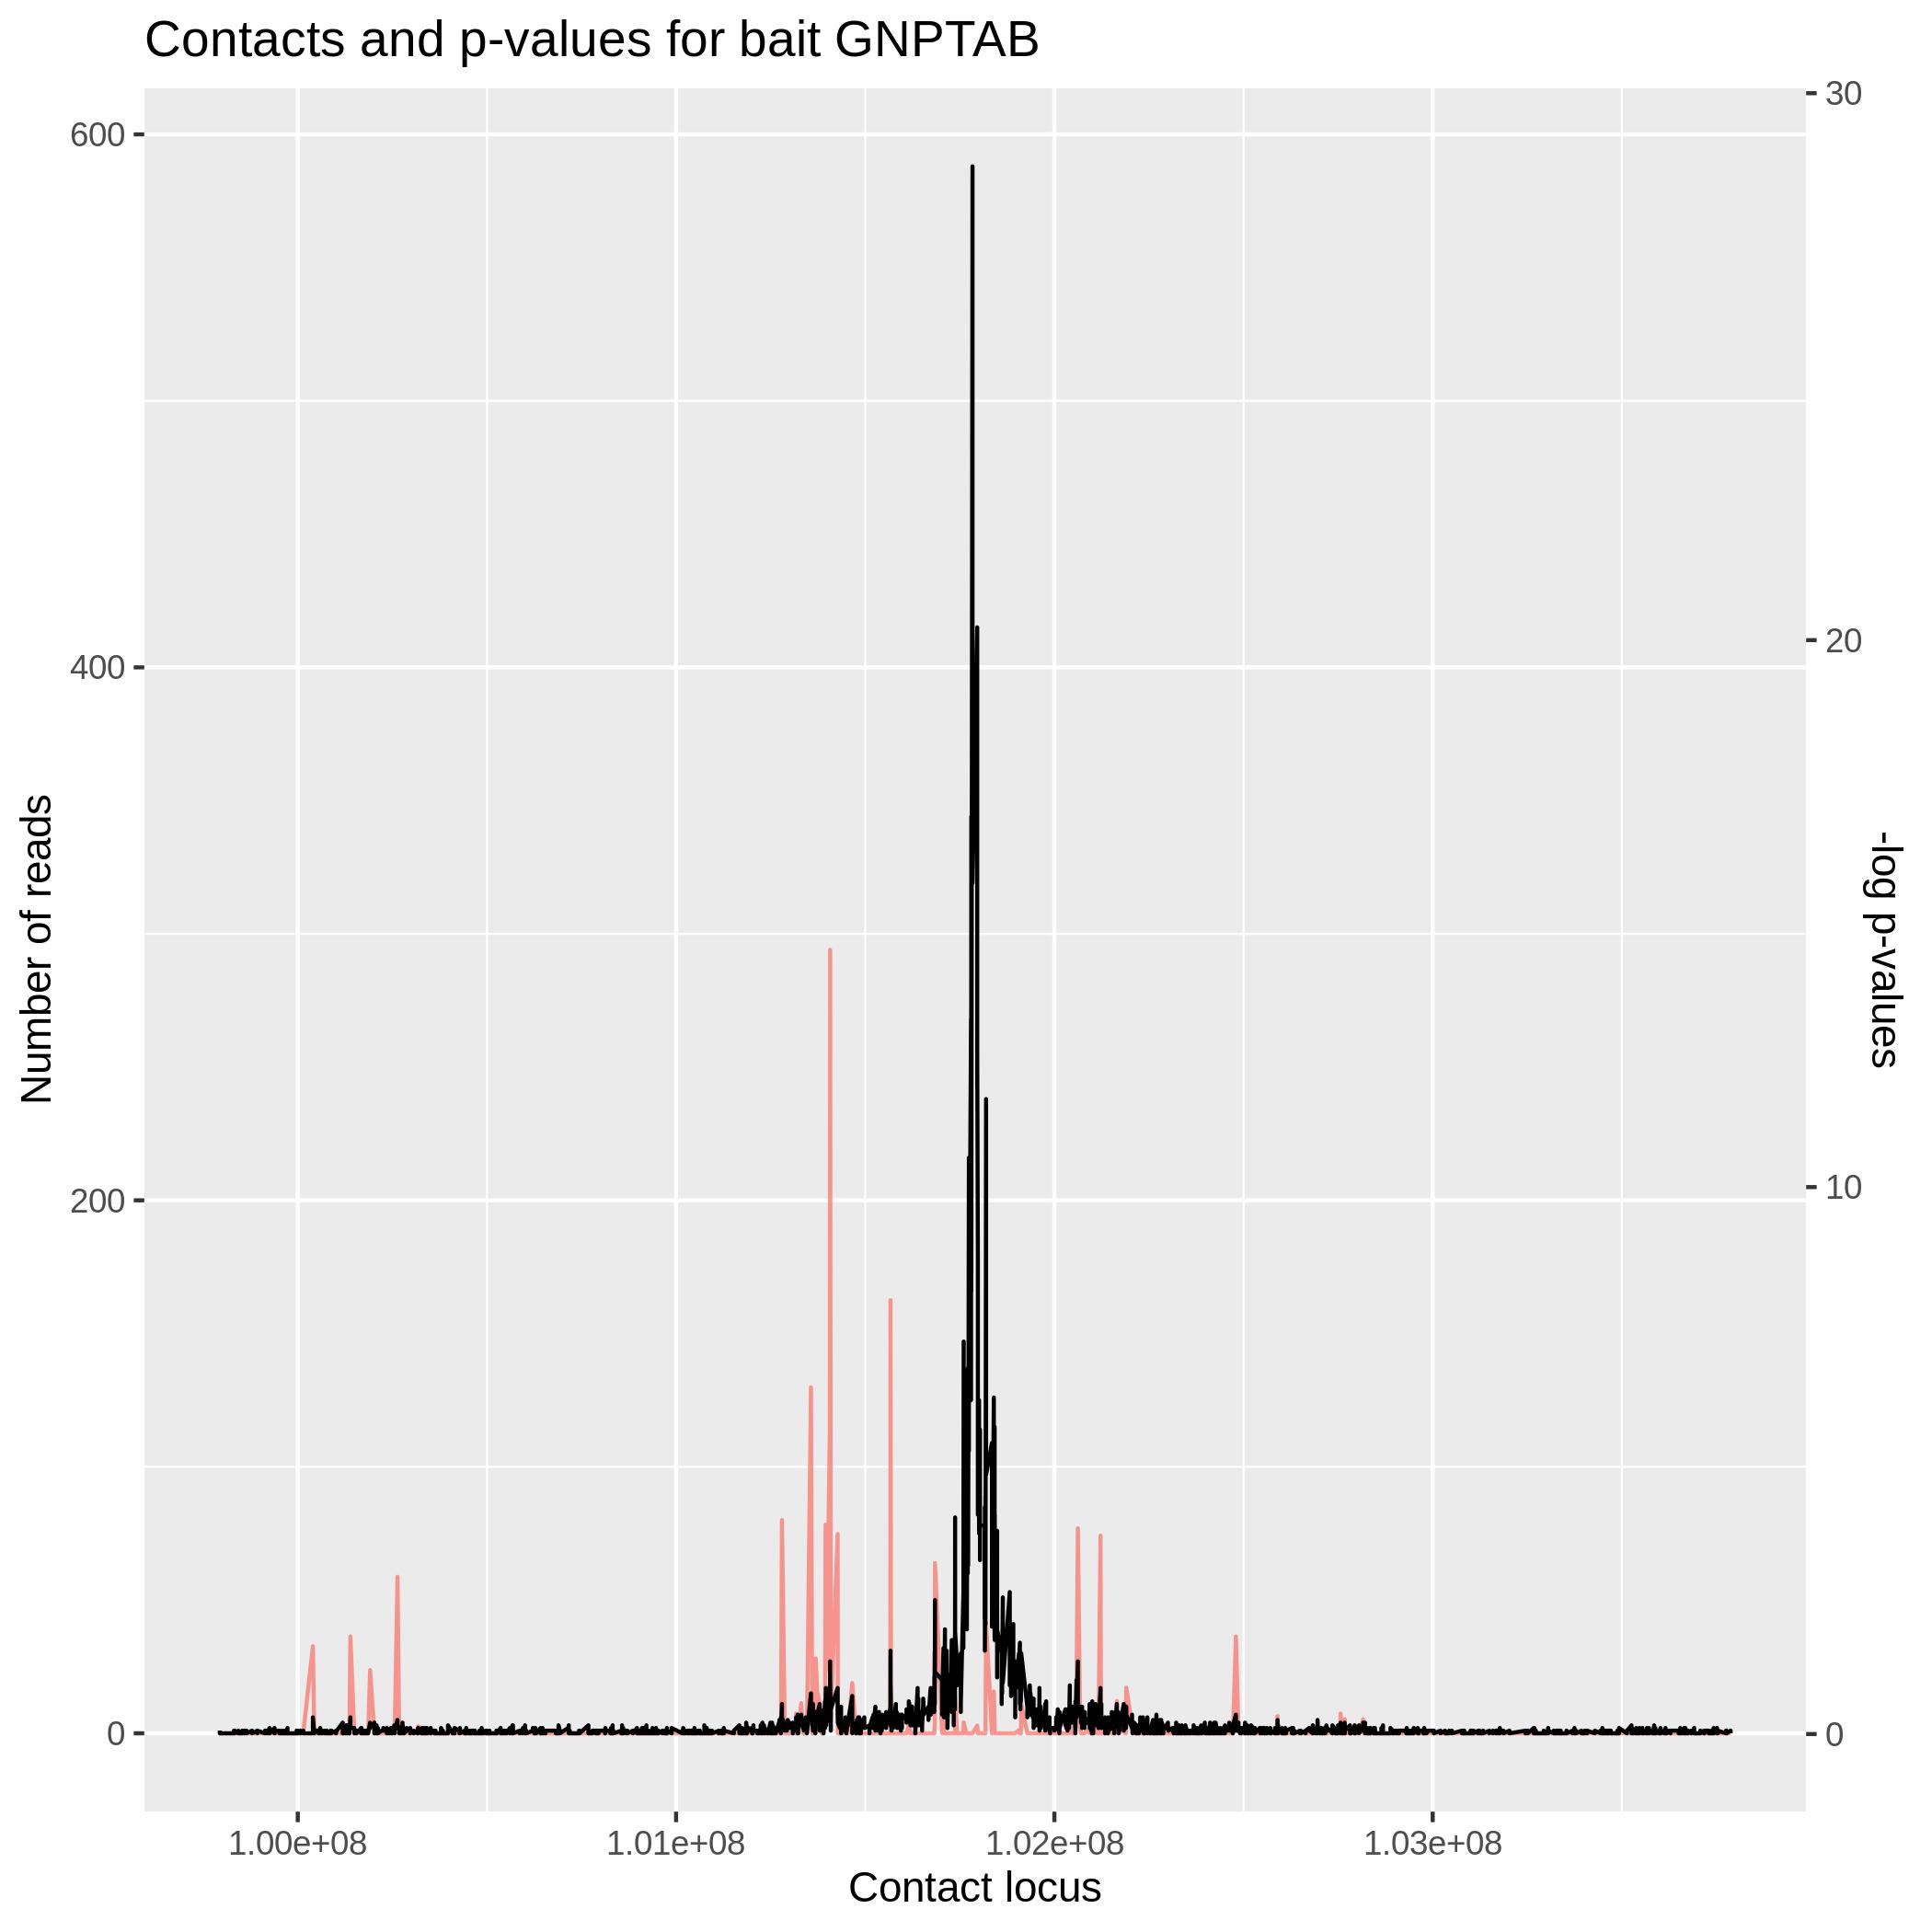 Contacts and p-values for bait GNPTAB
30
600
20
400
Number of reads
-log p-values
200
10
0
0
1.00e+08
1.01e+08
1.02e+08
1.03e+08
Contact locus